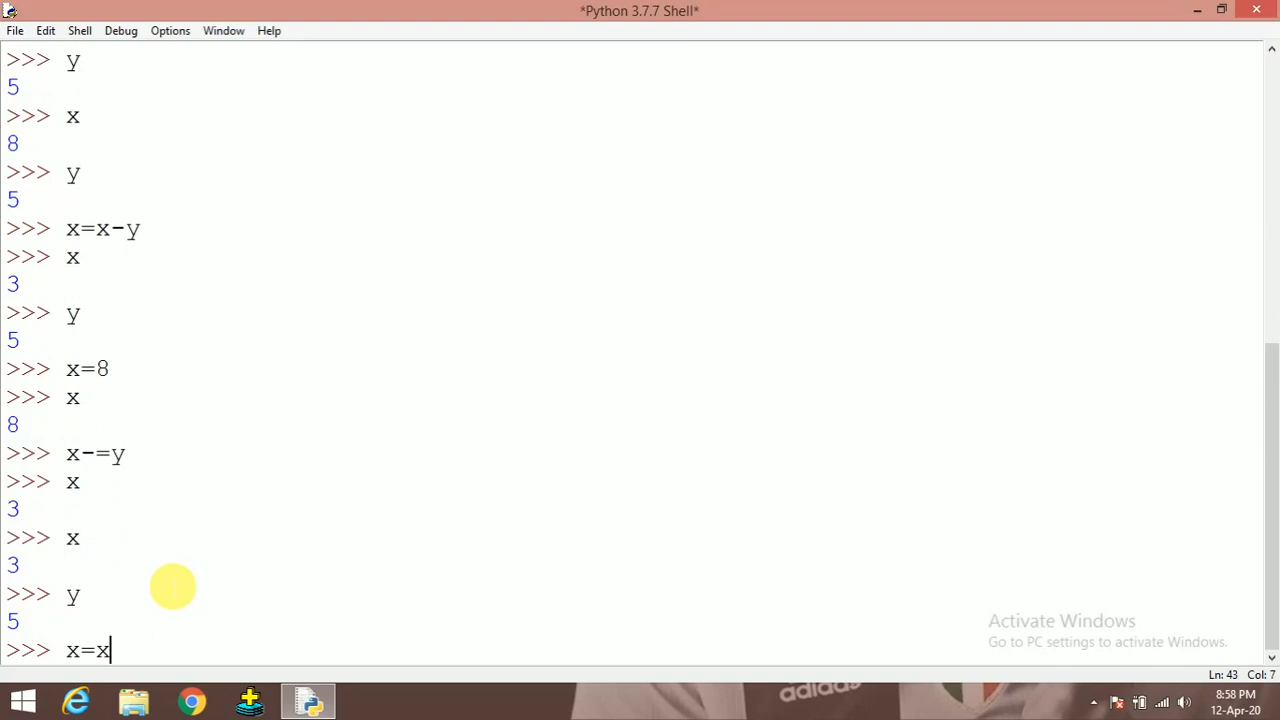 *Python 3.7.7 Shell*
File Edit Shell Debug Options Window Help
>>> y
5
>>> x
8
>>> y
5
>>> x=x-y
>>> x
3
>>> y
5
>>> x=8
>>> x
8
>>> x-=y
>>> x
3
>>> x
3
>>> y
5
>>> x=x
Activate Windows
Go to PC settings to activate Windows.
Ln: 43 Col: 7
adidas
8:58 PM
12-Apr-20